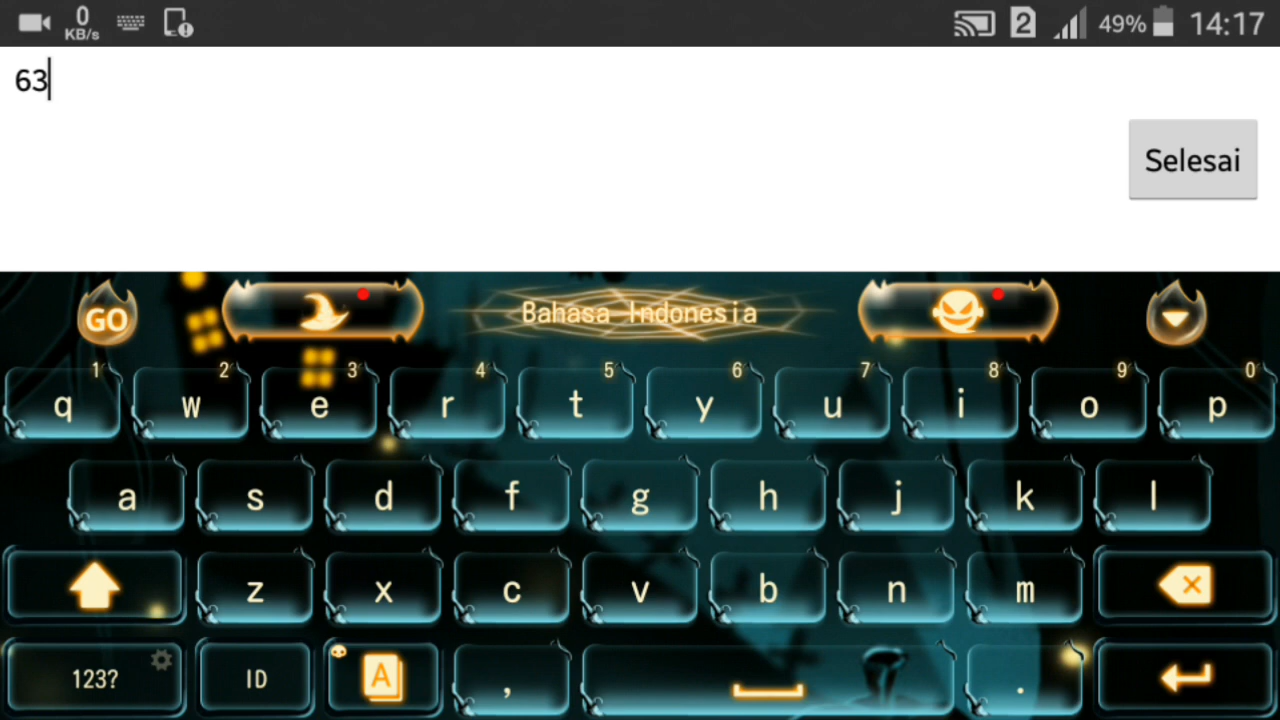 0
KB/s
2
49%
14:17
63
Selesai
GO
Bahasa Indonesia
1 2 3 4 5 6 7 8 9 0
q w e r t y u i o p
a s d f g h j k l
z x c v b n m
123? ID A , .